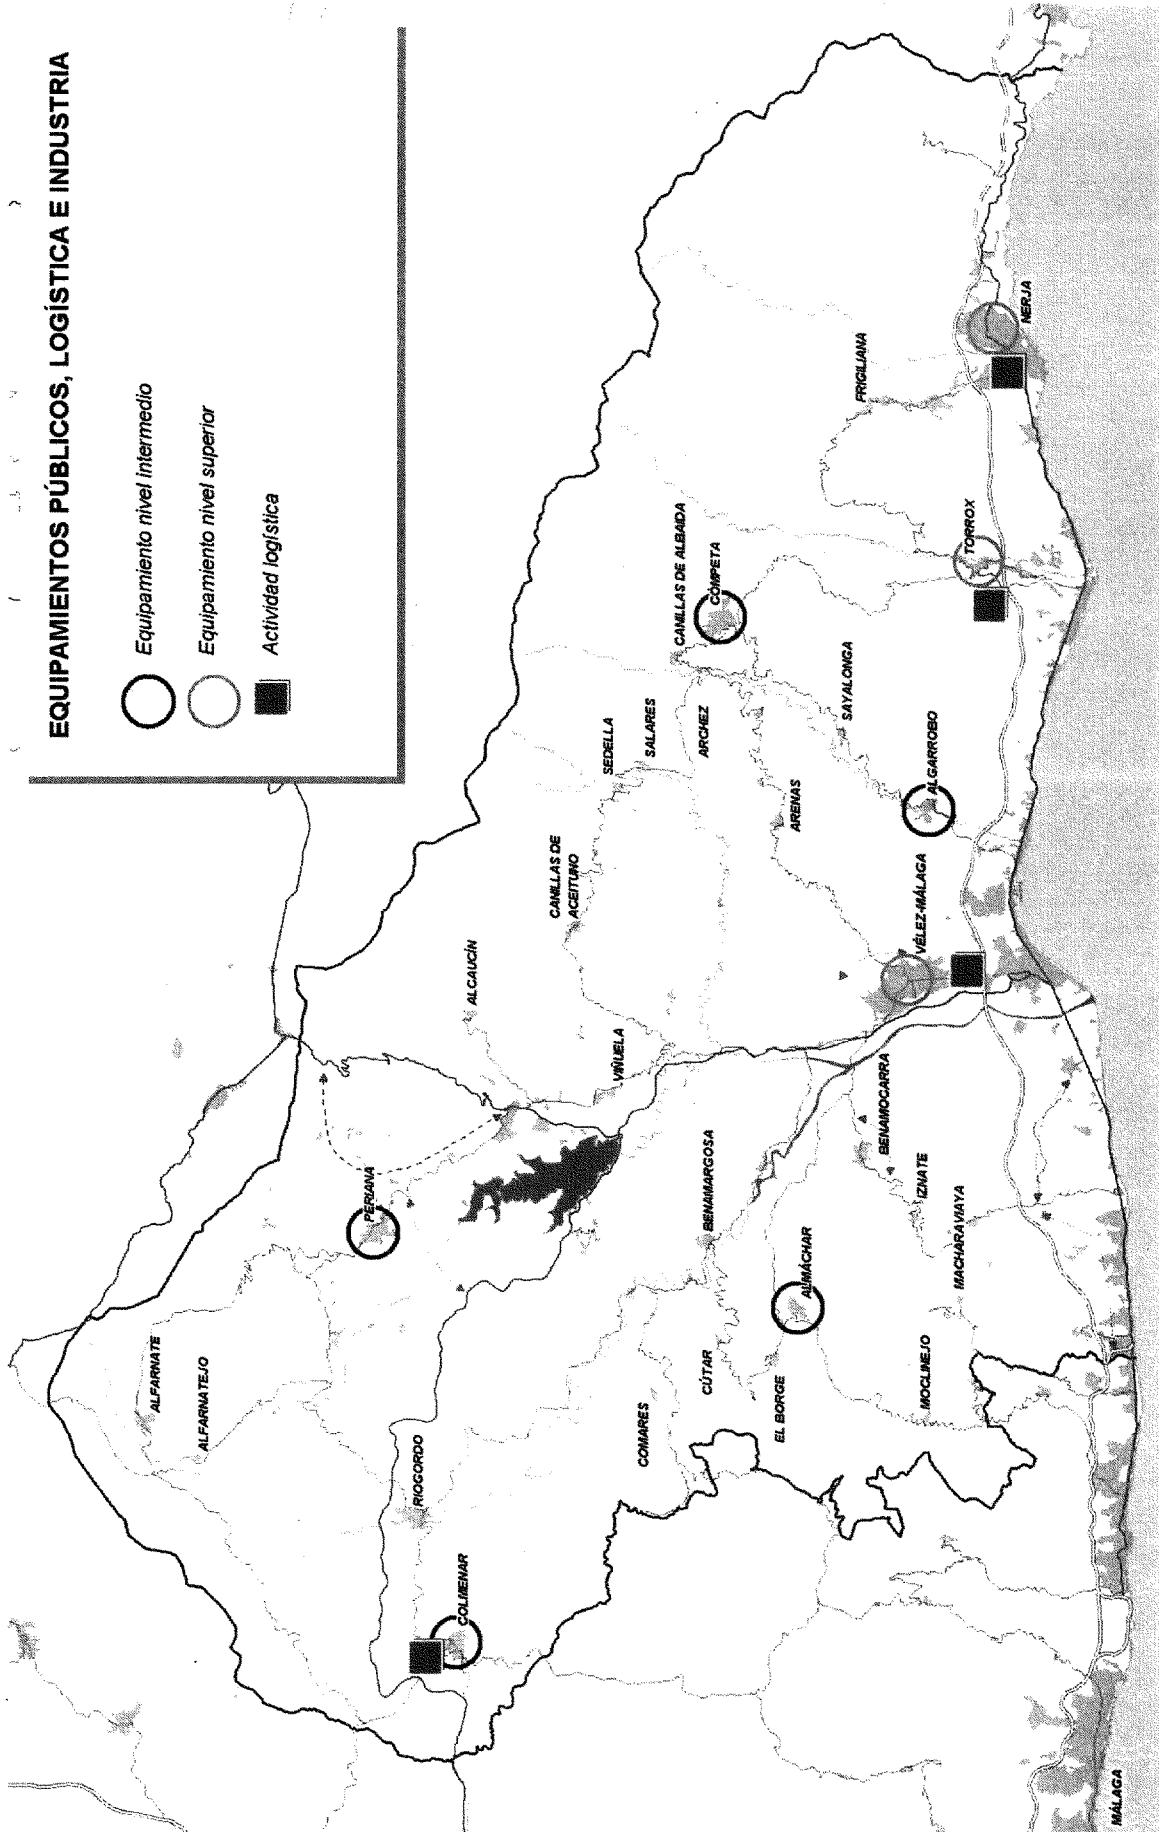 EQUIPAMIENTOS PÚBLICOS, LOGÍSTICA E INDUSTRIA
Equipamiento nivel intermedio
Equipamiento nivel superior
Actividad logística
ALFARNATE
ALFARNATEJO
PERIANA
RIOGORDO
COLMENAR
ALCAUCÍN
CANILLAS DE
ACEITUNO
SEDELLA
SALARES
CANILLAS DE ALBAIDA
CÓMPETA
ARCHEZ
VIÑUELA
COMARES
CÚTAR
BENAMARGOSA
EL BORGE
ALMÁCHAR
ARENAS
SAYALONGA
FRIGILIANA
BENAMOCARRA
IZNATE
MACHARAVIAYA
MOCLINEJO
VÉLEZ-MÁLAGA
ALGARROBO
TORROX
NERJA
MÁLAGA